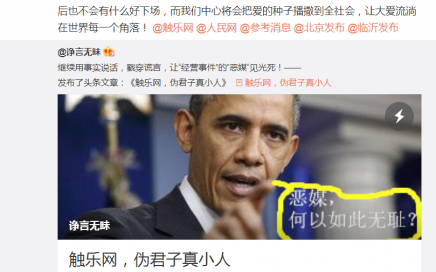 后也不会有什么好下场，而我们中心将会把爱的种子播撒到全社会，让大爱流淌
在世界每一个角落！ @触乐网 @人民网 @参考消息 @北京发布 @临沂发布
@诤言无昧
继续用事实说话，戳穿谎言，让“经营事件”的“恶媒”见光死！——
发布了头条文章：《触乐网，伪君子真小人》 触乐网，伪君子真小人
恶媒，
何以如此无耻？
诤言无昧
触乐网，伪君子真小人